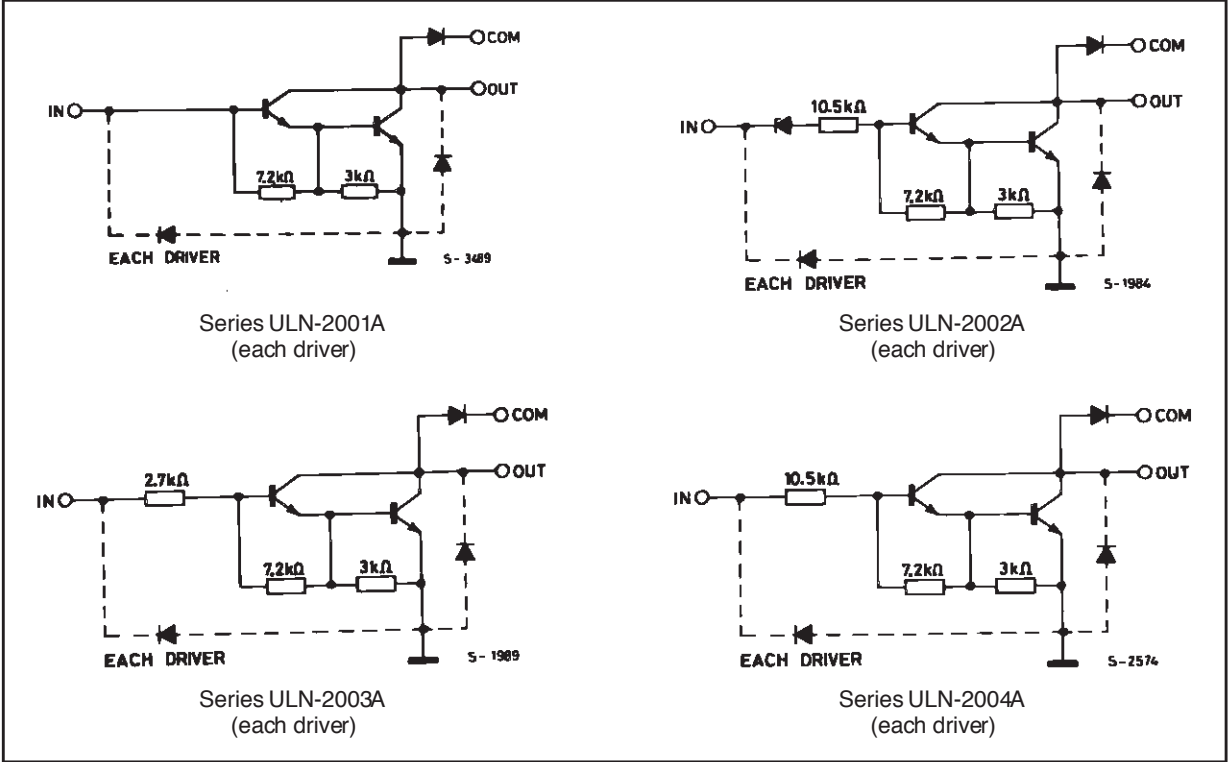 COM
OUT
IN
7.2kΩ
3kΩ
EACH DRIVER
S-3489
Series ULN-2001A
(each driver)
COM
OUT
10.5kΩ
IN
7.2kΩ
3kΩ
EACH DRIVER
S-1984
Series ULN-2002A
(each driver)
COM
OUT
2.7kΩ
IN
7.2kΩ
3kΩ
EACH DRIVER
S-1989
Series ULN-2003A
(each driver)
COM
OUT
10.5kΩ
IN
7.2kΩ
3kΩ
EACH DRIVER
S-2574
Series ULN-2004A
(each driver)